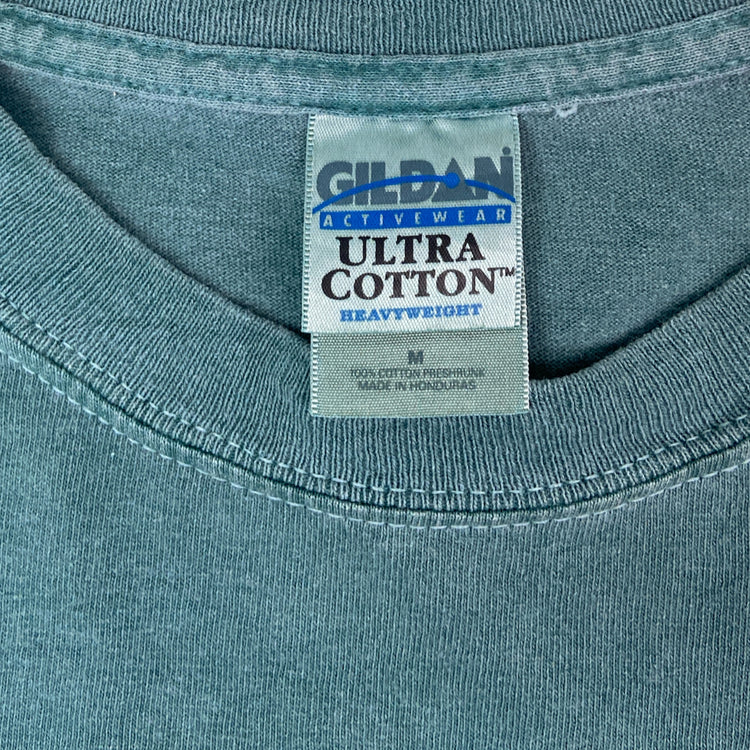 GILDAN®
ACTIVEWEAR
ULTRA
COTTON™
HEAVYWEIGHT
M
100% COTTON PRESHRUNK
MADE IN HONDURAS